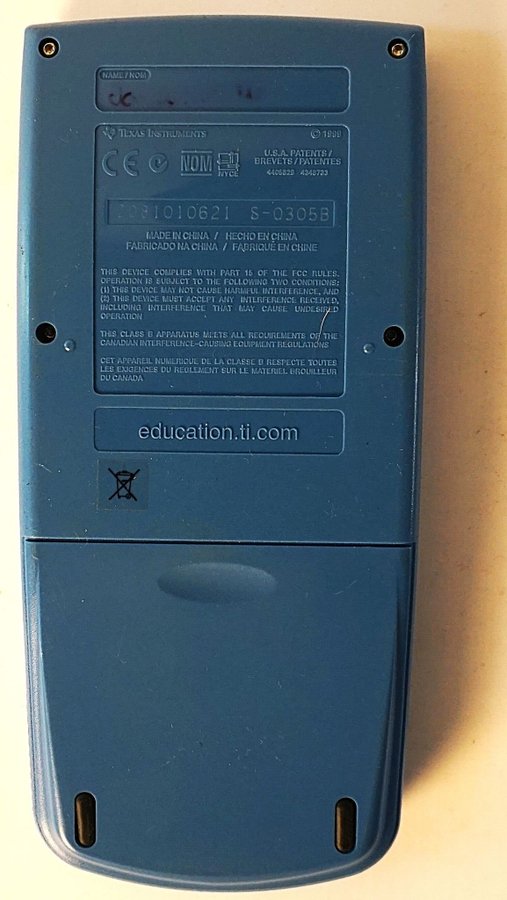 NAME/NOM
TEXAS INSTRUMENTS
© 1999
CE
NOM
NYCE
U.S.A. PATENTS/
BREVETS/PATENTES
4405829 4348733
1010621 S-0305B
MADE IN CHINA / HECHO EN CHINA
FABRICADO NA CHINA / FABRIQUÉ EN CHINE
THIS DEVICE COMPLIES WITH PART 15 OF THE FCC RULES.
OPERATION IS SUBJECT TO THE FOLLOWING TWO CONDITIONS:
(1) THIS DEVICE MAY NOT CAUSE HARMFUL INTERFERENCE, AND
(2) THIS DEVICE MUST ACCEPT ANY INTERFERENCE RECEIVED,
INCLUDING INTERFERENCE THAT MAY CAUSE UNDESIRED
OPERATION
THIS CLASS B APPARATUS MEETS ALL REQUIREMENTS OF THE
CANADIAN INTERFERENCE-CAUSING EQUIPMENT REGULATIONS
CET APPAREIL NUMERIQUE DE LA CLASSE B RESPECTE TOUTES
LES EXIGENCES DU REGLEMENT SUR LE MATERIEL BROUILLEUR
DU CANADA
education.ti.com